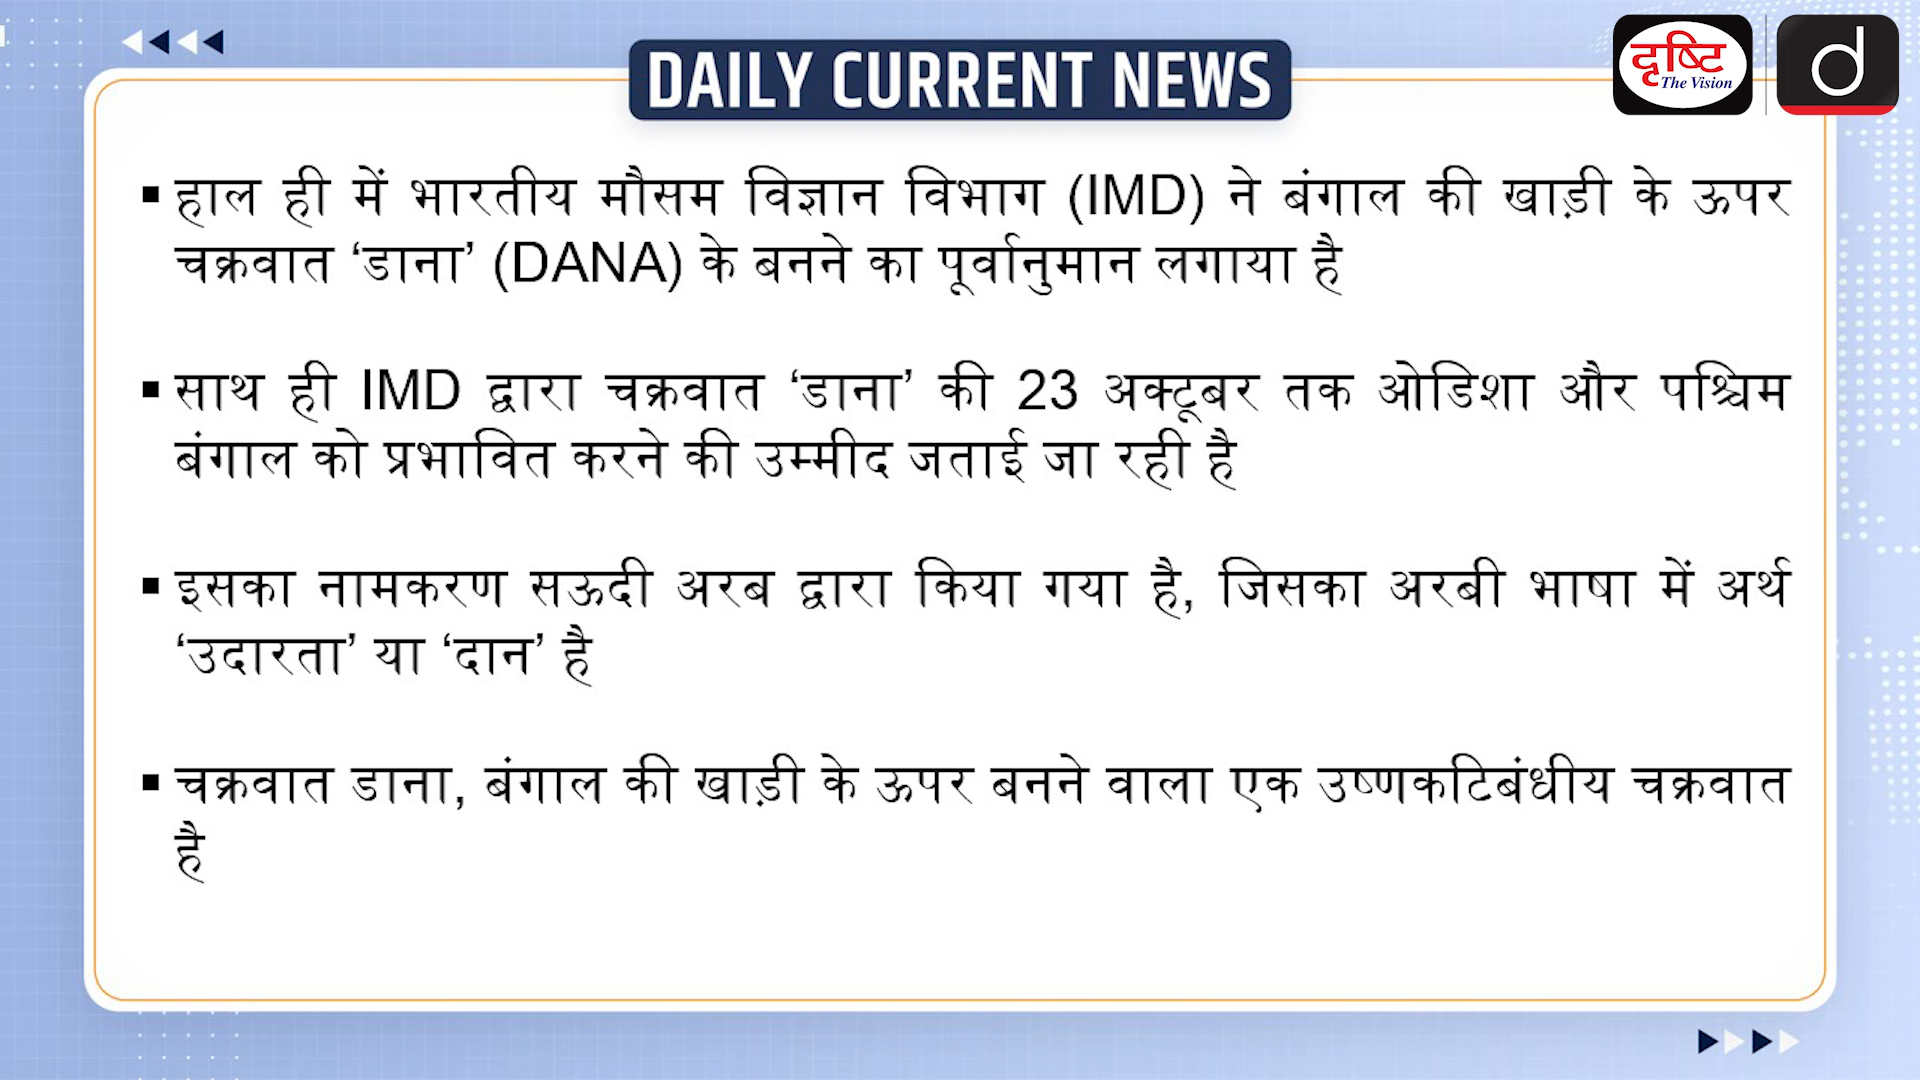 DAILY CURRENT NEWS
दृष्टि
The Vision
d
▪ हाल ही में भारतीय मौसम विज्ञान विभाग (IMD) ने बंगाल की खाड़ी के ऊपर
चक्रवात ‘डाना’ (DANA) के बनने का पूर्वानुमान लगाया है
▪ साथ ही IMD द्वारा चक्रवात ‘डाना’ की 23 अक्टूबर तक ओडिशा और पश्चिम
बंगाल को प्रभावित करने की उम्मीद जताई जा रही है
▪ इसका नामकरण सऊदी अरब द्वारा किया गया है, जिसका अरबी भाषा में अर्थ
‘उदारता’ या ‘दान’ है
▪ चक्रवात डाना, बंगाल की खाड़ी के ऊपर बनने वाला एक उष्णकटिबंधीय चक्रवात
है